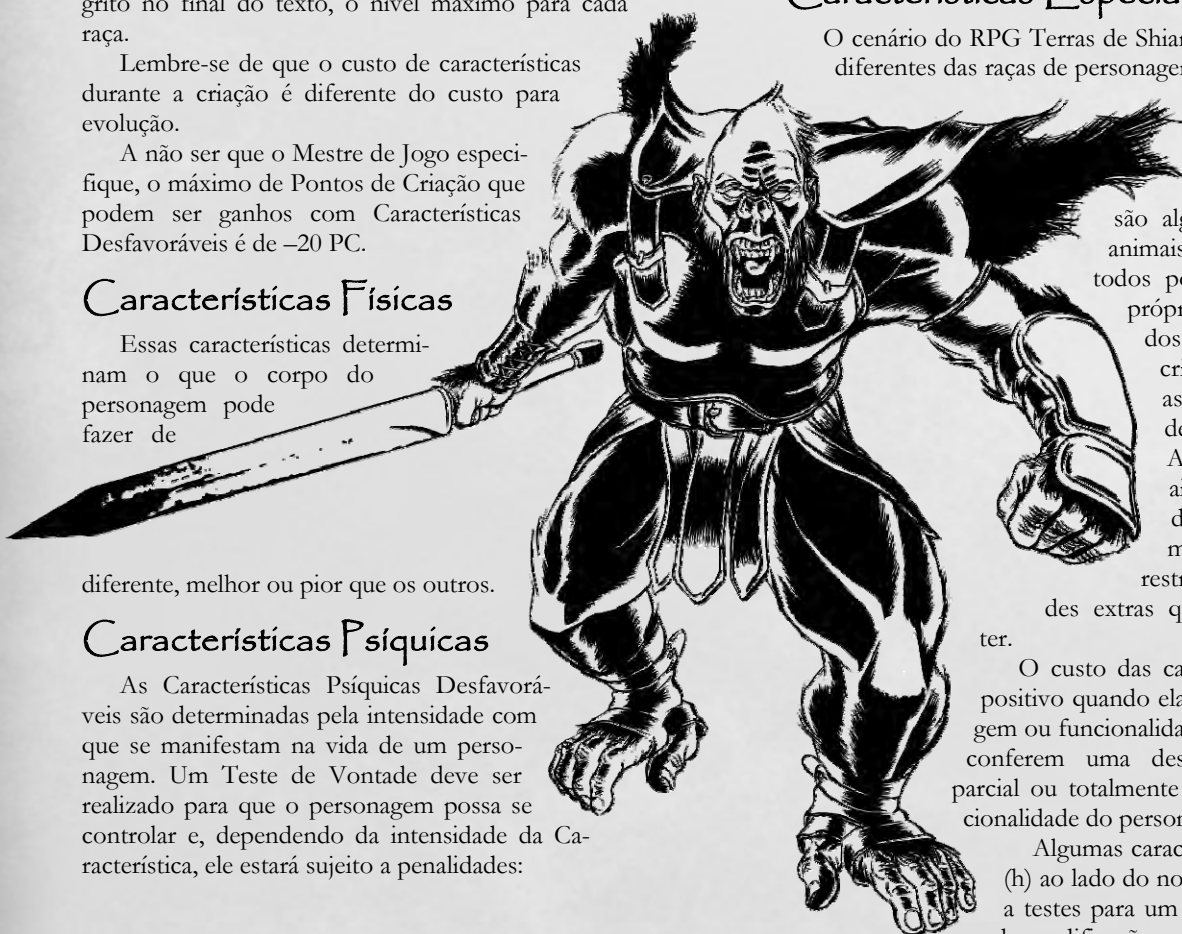 grito no final do texto, o nível máximo para cada
raça.
Lembre-se de que o custo de características
durante a criação é diferente do custo para
evolução.
A não ser que o Mestre de Jogo especi-
fique, o máximo de Pontos de Criação que
podem ser ganhos com Características
Desfavoráveis é de –20 PC.
Características Físicas
Essas características determi-
nam o que o corpo do
personagem pode
fazer de
diferente, melhor ou pior que os outros.
Características Psíquicas
As Características Psíquicas Desfavorá-
veis são determinadas pela intensidade com
que se manifestam na vida de um perso-
nagem. Um Teste de Vontade deve ser
realizado para que o personagem possa se
controlar e, dependendo da intensidade da Ca-
racterística, ele estará sujeito a penalidades:
Características Especia
O cenário do RPG Terras de Shian
diferentes das raças de personagen
são alg
animais
todos po
própr
dos
cri
as
de
A
ai
d
m
restr
des extras q
ter.
O custo das ca
positivo quando ela
gem ou funcionalida
conferem uma des
parcial ou totalmente
cionalidade do person
Algumas carac
(h) ao lado do no
a testes para um